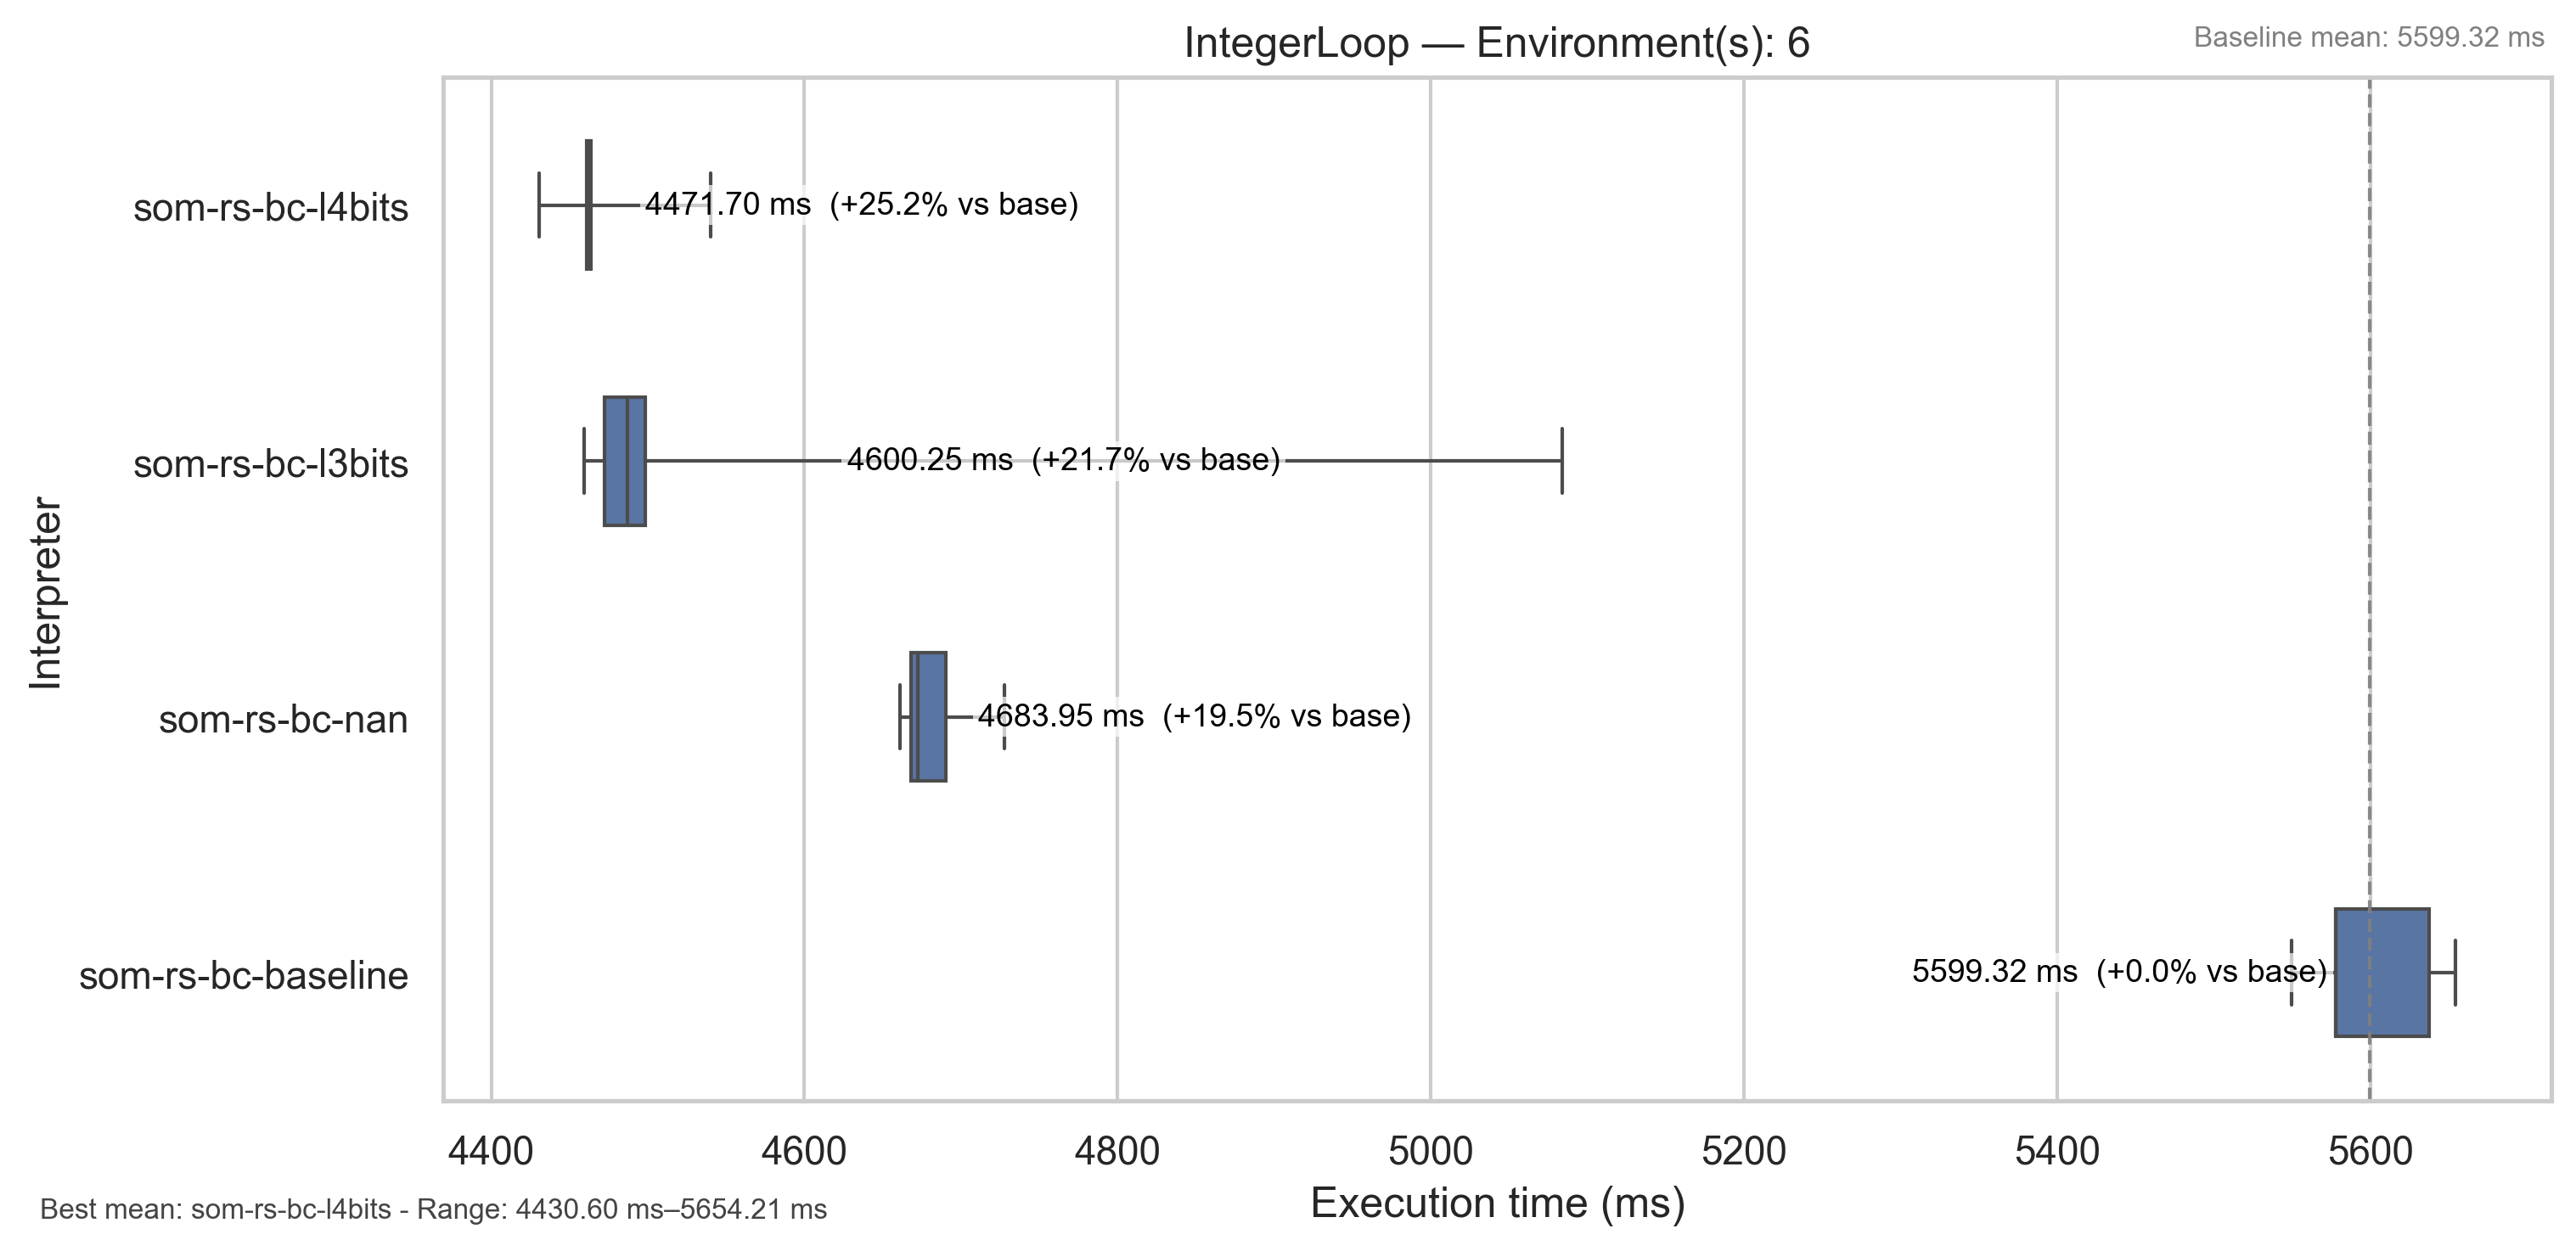 IntegerLoop — Environment(s): 6
Baseline mean: 5599.32 ms
Interpreter
som-rs-bc-l4bits
4471.70 ms (+25.2% vs base)
som-rs-bc-l3bits
4600.25 ms (+21.7% vs base)
som-rs-bc-nan
4683.95 ms (+19.5% vs base)
som-rs-bc-baseline
5599.32 ms (+0.0% vs base)
4400 4600 4800 5000 5200 5400 5600
Execution time (ms)
Best mean: som-rs-bc-l4bits - Range: 4430.60 ms–5654.21 ms